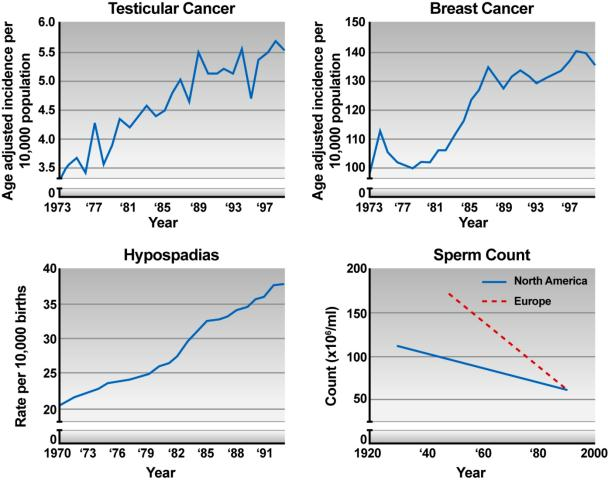 Testicular Cancer
Age adjusted incidence per
10,000 population
6.0
5.5
5.0
4.5
4.0
3.5
0
1973 '77 '81 '85 '89 '93 '97
Year
Breast Cancer
Age adjusted incidence per
100,000 population
150
140
130
120
110
100
0
1973 '77 '81 '85 '89 '93 '97
Year
Hypospadias
Rate per 10,000 births
40
35
30
25
20
0
1970 '73 '76 '79 '82 '85 '88 '91
Year
Sperm Count
Count (x10⁶/ml)
200
150
100
50
0
North America
Europe
1920 '40 '60 '80 2000
Year